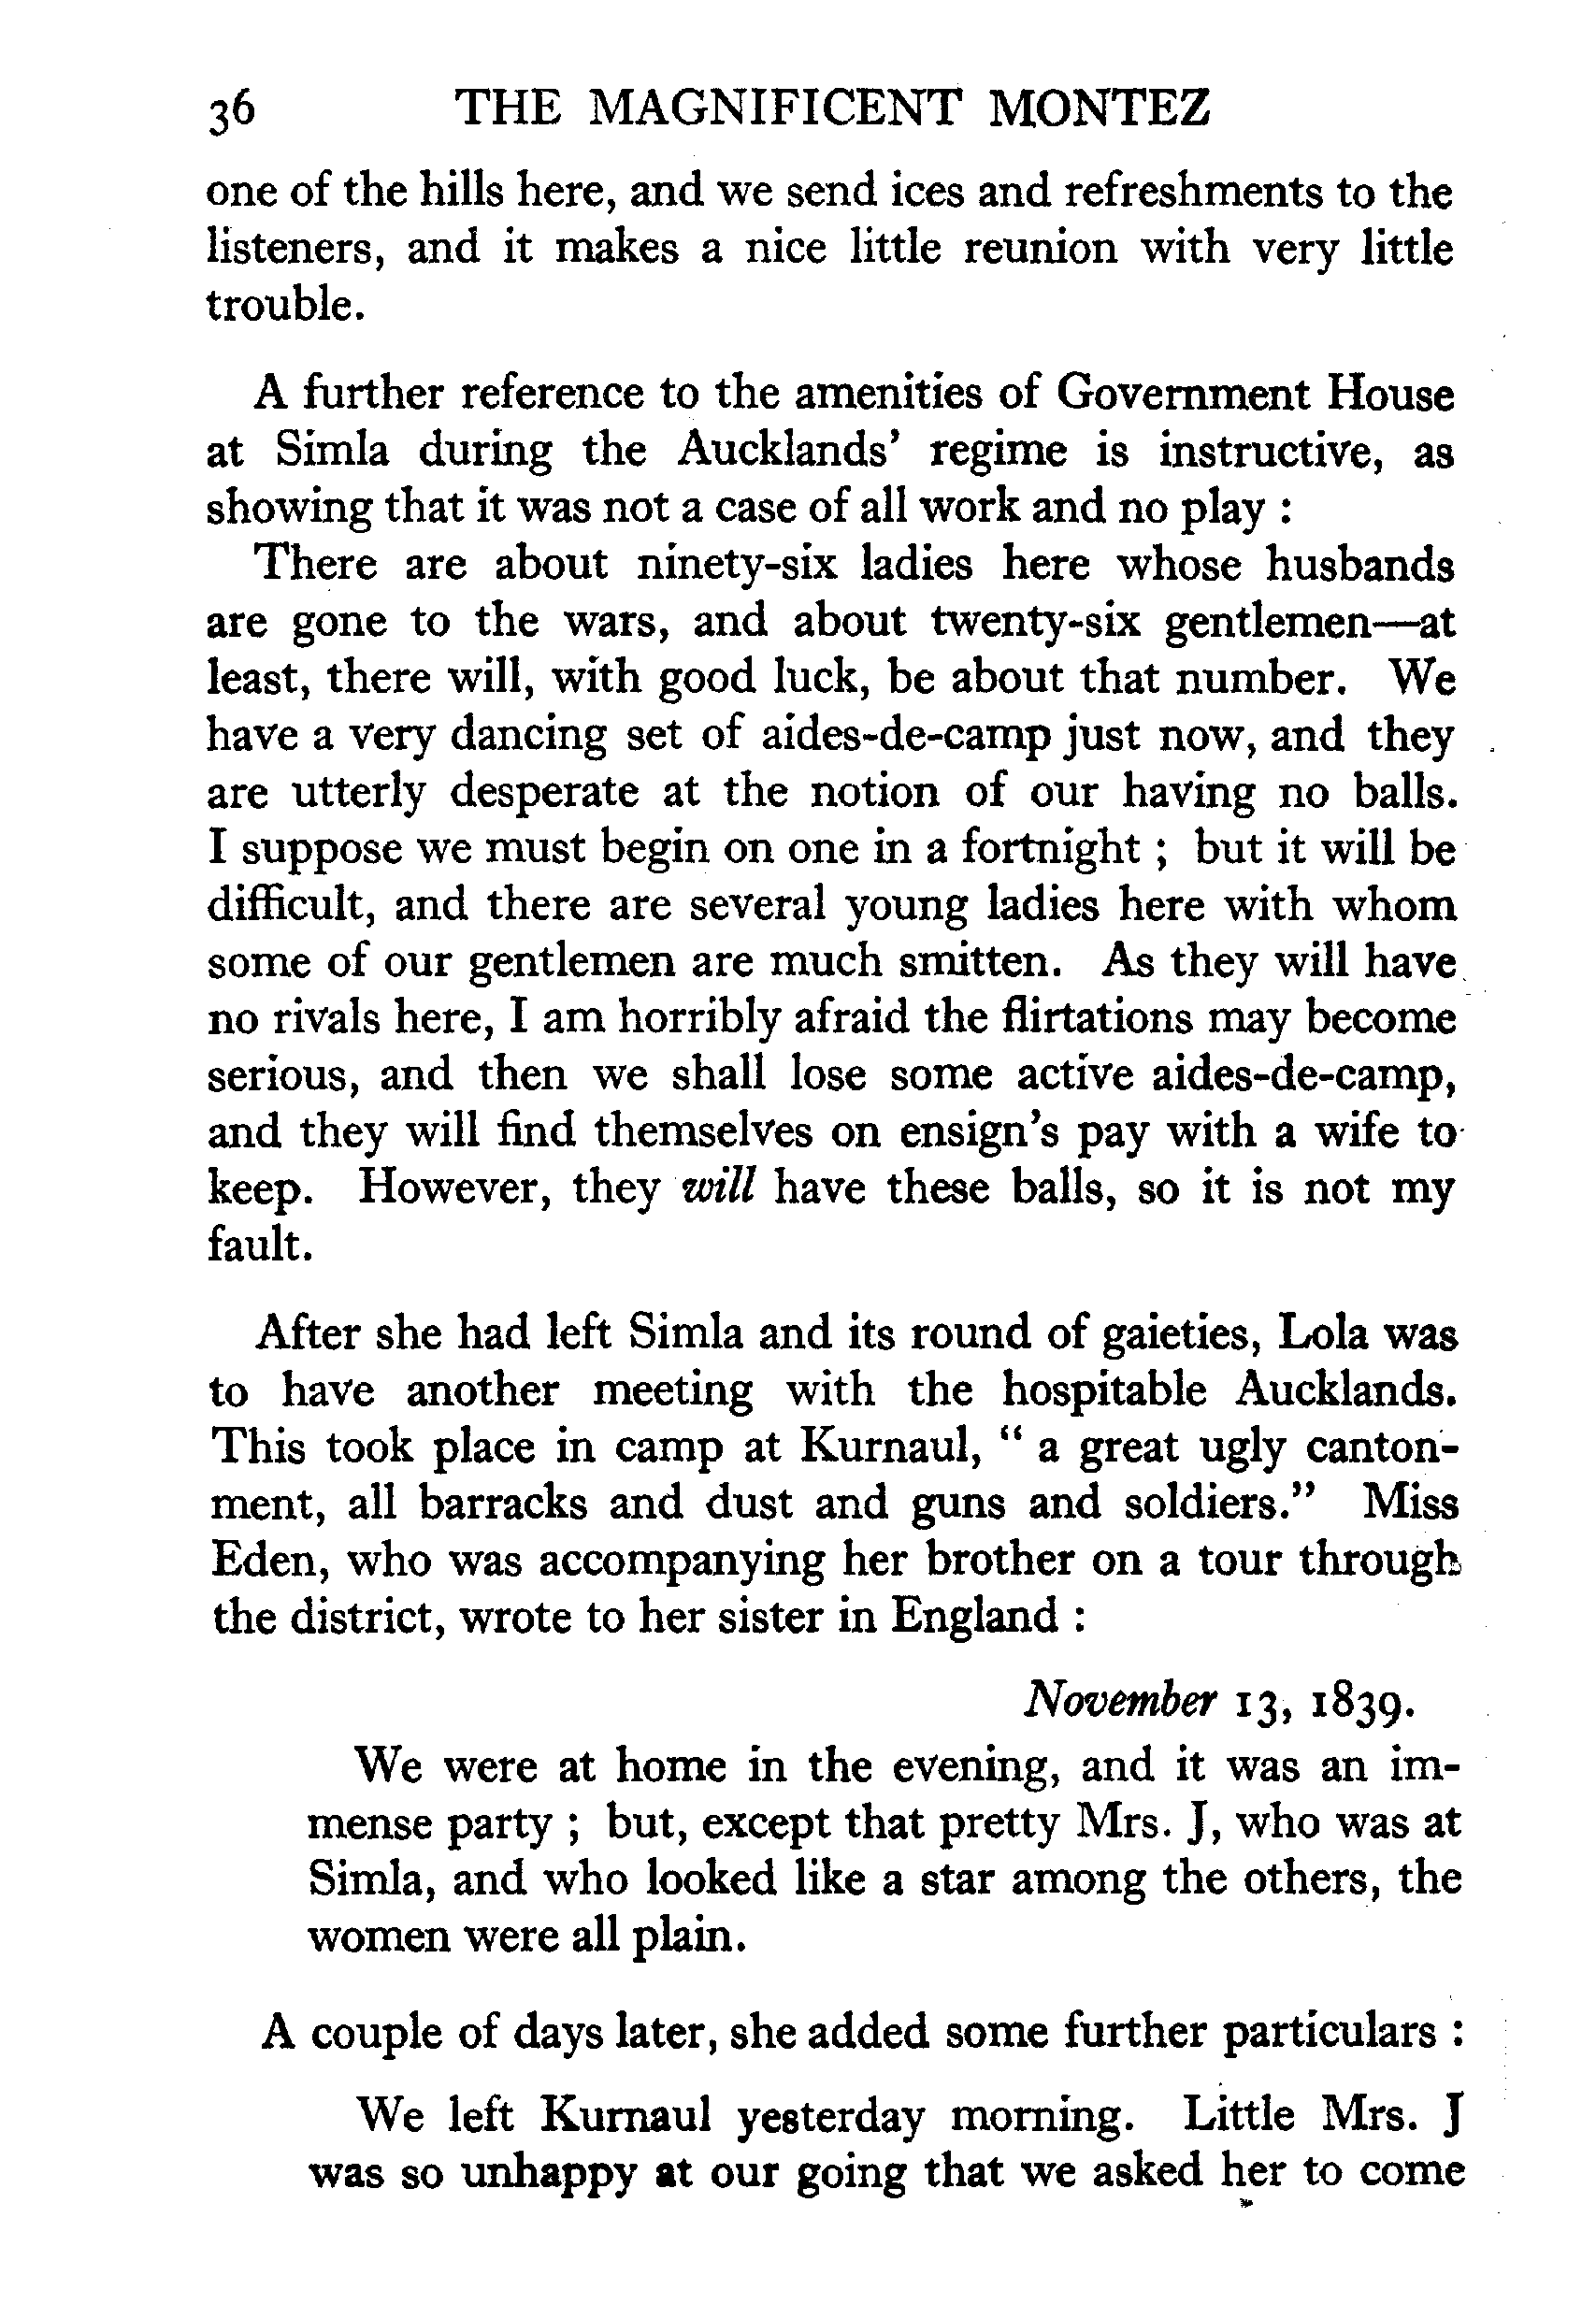 36 THE MAGNIFICENT MONTEZ
one of the hills here, and we send ices and refreshments to the
listeners, and it makes a nice little reunion with very little
trouble.
A further reference to the amenities of Government House
at Simla during the Aucklands' regime is instructive, as
showing that it was not a case of all work and no play :
There are about ninety-six ladies here whose husbands
are gone to the wars, and about twenty-six gentlemen—at
least, there will, with good luck, be about that number. We
have a very dancing set of aides-de-camp just now, and they
are utterly desperate at the notion of our having no balls.
I suppose we must begin on one in a fortnight ; but it will be
difficult, and there are several young ladies here with whom
some of our gentlemen are much smitten. As they will have
no rivals here, I am horribly afraid the flirtations may become
serious, and then we shall lose some active aides-de-camp,
and they will find themselves on ensign's pay with a wife to
keep. However, they will have these balls, so it is not my
fault.
After she had left Simla and its round of gaieties, Lola was
to have another meeting with the hospitable Aucklands.
This took place in camp at Kurnaul, “ a great ugly canton-
ment, all barracks and dust and guns and soldiers.” Miss
Eden, who was accompanying her brother on a tour through
the district, wrote to her sister in England :
November 13, 1839.
We were at home in the evening, and it was an im-
mense party ; but, except that pretty Mrs. J, who was at
Simla, and who looked like a star among the others, the
women were all plain.
A couple of days later, she added some further particulars :
We left Kurnaul yesterday morning. Little Mrs. J
was so unhappy at our going that we asked her to come